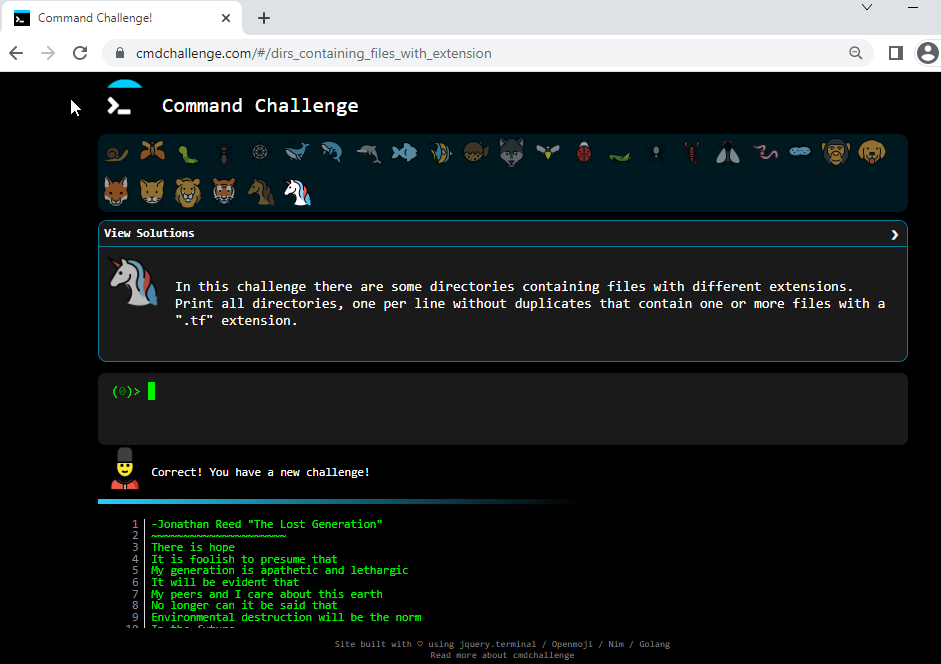 Command Challenge!
cmdchallenge.com/#/dirs_containing_files_with_extension
>_ Command Challenge
View Solutions
In this challenge there are some directories containing files with different extensions.
Print all directories, one per line without duplicates that contain one or more files with a
".tf" extension.
(0)>
Correct! You have a new challenge!
1 -Jonathan Reed "The Lost Generation"
2 ~~~~~~~~~~~~~~~~~~~~~
3 There is hope
4 It is foolish to presume that
5 My generation is apathetic and lethargic
6 It will be evident that
7 My peers and I care about this earth
8 No longer can it be said that
9 Environmental destruction will be the norm
10 In the future
Site built with ♡ using jquery.terminal / Openmoji / Nim / Golang
Read more about cmdchallenge